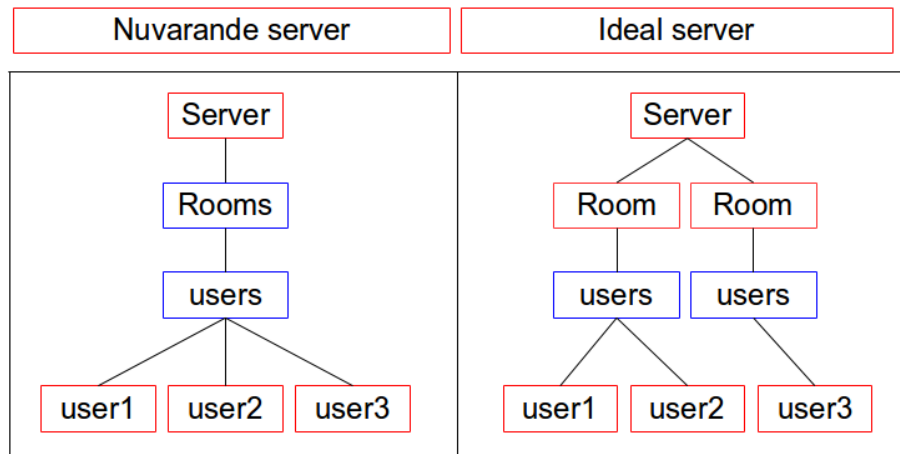 Nuvarande server
Ideal server
Server
Rooms
users
user1 user2 user3
Server
Room Room
users users
user1 user2 user3